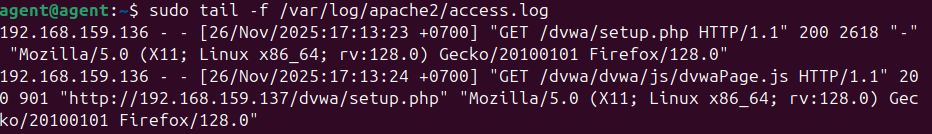 agent@agent:~$ sudo tail -f /var/log/apache2/access.log
192.168.159.136 - - [26/Nov/2025:17:13:23 +0700] "GET /dvwa/setup.php HTTP/1.1" 200 2618 "-"
 "Mozilla/5.0 (X11; Linux x86_64; rv:128.0) Gecko/20100101 Firefox/128.0"
192.168.159.136 - - [26/Nov/2025:17:13:24 +0700] "GET /dvwa/dvwa/js/dvwaPage.js HTTP/1.1" 20
0 901 "http://192.168.159.137/dvwa/setup.php" "Mozilla/5.0 (X11; Linux x86_64; rv:128.0) Gec
ko/20100101 Firefox/128.0"